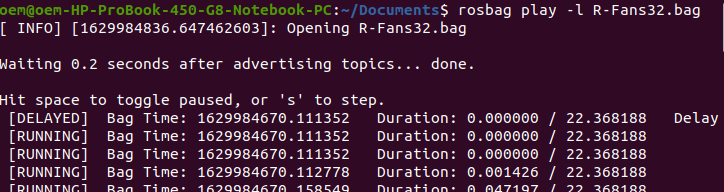 oem@oem-HP-ProBook-450-G8-Notebook-PC:~/Documents$ rosbag play -l R-Fans32.bag
[ INFO] [1629984836.647462603]: Opening R-Fans32.bag
Waiting 0.2 seconds after advertising topics... done.
Hit space to toggle paused, or 's' to step.
[DELAYED]  Bag Time: 1629984670.111352   Duration: 0.000000 / 22.368188   Delay
[RUNNING]  Bag Time: 1629984670.111352   Duration: 0.000000 / 22.368188
[RUNNING]  Bag Time: 1629984670.111352   Duration: 0.000000 / 22.368188
[RUNNING]  Bag Time: 1629984670.112778   Duration: 0.001426 / 22.368188
[RUNNING]  Bag Time: 1629984670.158549   Duration: 0.047197 / 22.368188